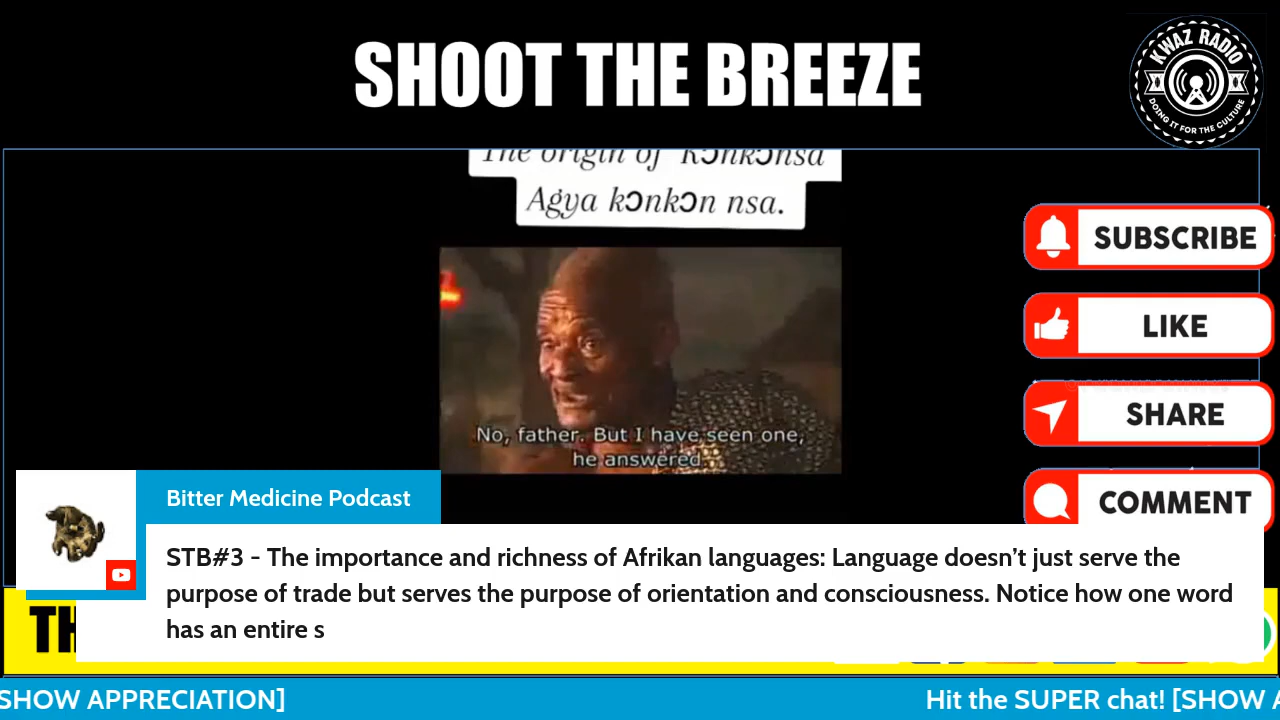 SHOOT THE BREEZE
KWAZ RADIO
DOING IT FOR THE CULTURE
The origin of 'Kɔnkɔnsa
Agya kɔnkɔn nsa.
No, father. But I have seen one,
he answered
SUBSCRIBE
LIKE
SHARE
COMMENT
Bitter Medicine Podcast
STB#3 - The importance and richness of Afrikan languages: Language doesn't just serve the
purpose of trade but serves the purpose of orientation and consciousness. Notice how one word
has an entire s
TH
SHOW APPRECIATION]
Hit the SUPER chat! [SHOW A